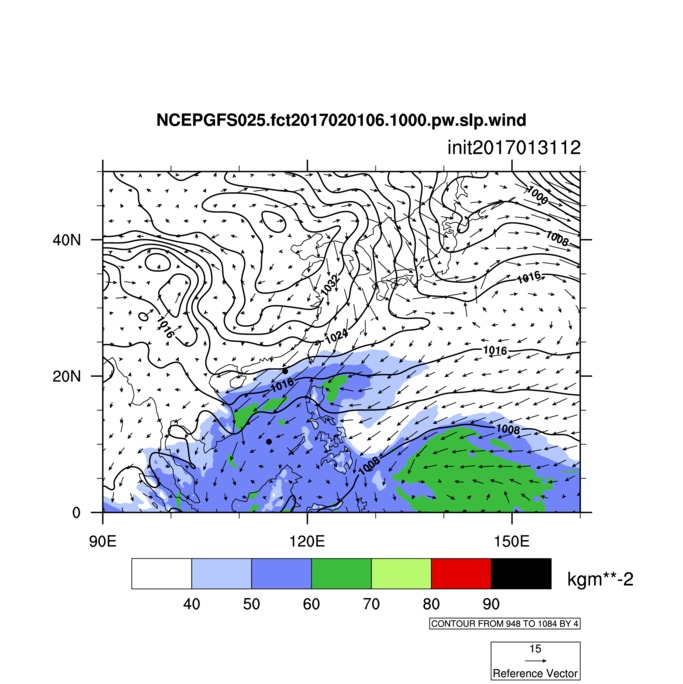 NCEPGFS025.fct2017020106.1000.pw.slp.wind
init2017013112
1000
40N
1008
1032
1016
1016
1024
1016
20N
1016
1008
1008
0
90E 120E 150E
40 50 60 70 80 90
kgm**-2
CONTOUR FROM 948 TO 1084 BY 4
15
Reference Vector